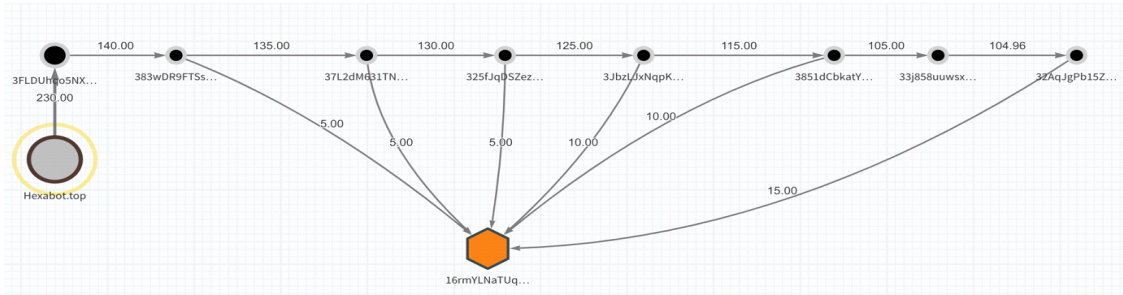 140.00
135.00
130.00
125.00
115.00
105.00
104.96
383wDR9FTSs...
37L2dM631TN...
325fJqDSZez...
3851dCbkatY...
33j858uuwsx...
32AqJgPb15Z...
230.00
5.00
5.00
5.00
10.00
10.00
15.00
Hexabot.top
16rmYLNaTUq...